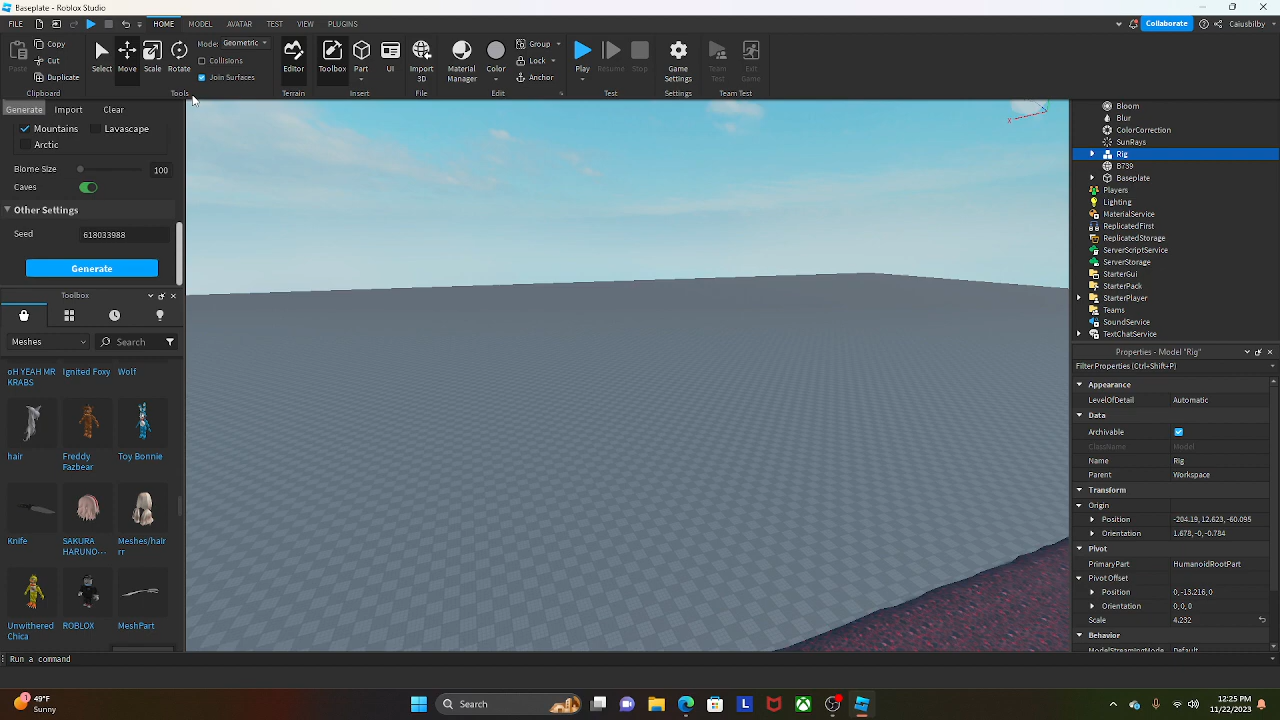 Baseplate - Roblox Studio
FILE
HOME MODEL AVATAR TEST VIEW PLUGINS
Collaborate
Caiusbilby
Paste
Copy
Cut
Duplicate
Clipboard
Select Move Scale Rotate
Mode: Geometric
Collisions
Join Surfaces
Tools
Editor
Terrain
Toolbox Part UI
Insert
Import 3D
File
Material Manager
Color
Group
Lock
Anchor
Edit
Play Resume Stop
Test
Game Settings
Settings
Team Test
Exit Game
Team Test
Generate Import Clear
Mountains Lavascape
Arctic
Biome Size 100
Caves
Other Settings
Seed 618033988
Generate
Toolbox
Meshes
Search
oH YEAH MR KRABS
Ignited Foxy
Wolf
hair
Freddy Fazbear
Toy Bonnie
Knife
SAKURA HARUNO···
Meshes/hair rr
Unwithered Chica
ROBLOX
MeshPart
X
Bloom
Blur
ColorCorrection
SunRays
Rig
B739
Baseplate
Players
Lighting
MaterialService
ReplicatedFirst
ReplicatedStorage
ServerScriptService
ServerStorage
StarterGui
StarterPack
StarterPlayer
Teams
SoundService
TextChatService
Properties - Model "Rig"
Filter Properties (Ctrl+Shift+P)
Appearance
LevelOfDetail Automatic
Data
Archivable
ClassName Model
Name Rig
Parent Workspace
Transform
Origin
Position -204.19, 12.623, -60.095
Orientation 1.678, -0, -0.784
Pivot
PrimaryPart HumanoidRootPart
Pivot Offset
Position 0, -13.216, 0
Orientation 0, 0, 0
Scale 4.232
Behavior
ModelStreamingMode Default
Run a command
49°F
Sunny
Search
12:25 PM
11/22/2023